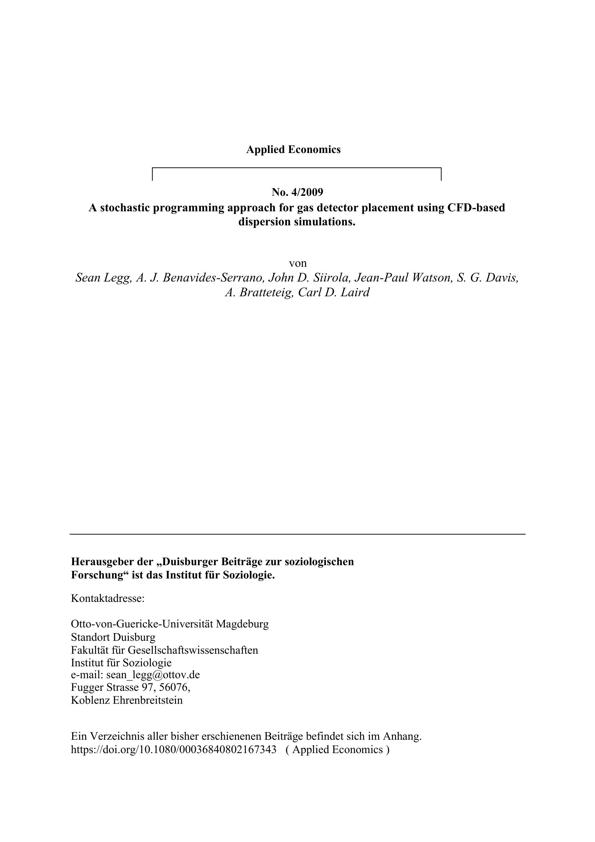 Applied Economics
No. 4/2009
A stochastic programming approach for gas detector placement using CFD-based
dispersion simulations.
von
Sean Legg, A. J. Benavides-Serrano, John D. Siirola, Jean-Paul Watson, S. G. Davis,
A. Bratteteig, Carl D. Laird
Herausgeber der „Duisburger Beiträge zur soziologischen
Forschung“ ist das Institut für Soziologie.
Kontaktadresse:
Otto-von-Guericke-Universität Magdeburg
Standort Duisburg
Fakultät für Gesellschaftswissenschaften
Institut für Soziologie
e-mail: sean_legg@ottov.de
Fugger Strasse 97, 56076,
Koblenz Ehrenbreitstein
Ein Verzeichnis aller bisher erschienenen Beiträge befindet sich im Anhang.
https://doi.org/10.1080/00036840802167343 ( Applied Economics )